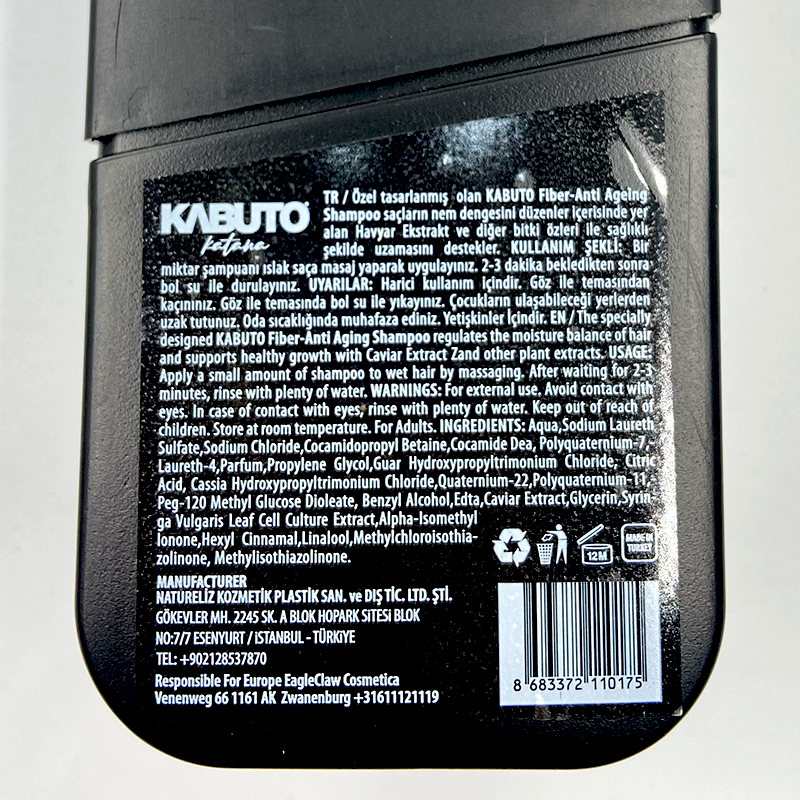 KABUTO
katana
TR / Özel tasarlanmış olan KABUTO Fiber-Anti Ageing
Shampoo saçların nem dengesini düzenler içerisinde yer
alan Havyar Ekstrakt ve diğer bitki özleri ile sağlıklı
şekilde uzamasını destekler. KULLANIM ŞEKLİ: Bir
miktar şampuanı ıslak saça masaj yaparak uygulayınız. 2-3 dakika bekledikten sonra
bol su ile durulayınız. UYARILAR: Harici kullanım içindir. Göz ile temasından
kaçınınız. Göz ile temasında bol su ile yıkayınız. Çocukların ulaşabileceği yerlerden
uzak tutunuz. Oda sıcaklığında muhafaza ediniz. Yetişkinler İçindir. EN / The specially
designed KABUTO Fiber-Anti Aging Shampoo regulates the moisture balance of hair
and supports healthy growth with Caviar Extract Zand other plant extracts. USAGE:
Apply a small amount of shampoo to wet hair by massaging. After waiting for 2-3
minutes, rinse with plenty of water. WARNINGS: For external use. Avoid contact with
eyes. In case of contact with eyes, rinse with plenty of water. Keep out of reach of
children. Store at room temperature. For Adults. INGREDIENTS: Aqua,Sodium Laureth
Sulfate,Sodium Chloride,Cocamidopropyl Betaine,Cocamide Dea, Polyquaternium-7,
Laureth-4,Parfum,Propylene Glycol,Guar Hydroxypropyltrimonium Chloride, Citric
Acid, Cassia Hydroxypropyltrimonium Chloride,Quaternium-22,Polyquaternium-11,
Peg-120 Methyl Glucose Dioleate, Benzyl Alcohol,Edta,Caviar Extract,Glycerin,Syrin-
ga Vulgaris Leaf Cell Culture Extract,Alpha-Isomethyl
Ionone,Hexyl Cinnamal,Linalool,Methylchloroisothia-
zolinone, Methylisothiazolinone.
12M
MADE IN
TURKEY
MANUFACTURER
NATURELİZ KOZMETİK PLASTİK SAN. ve DIŞ TİC. LTD. ŞTİ.
GÖKEVLER MH. 2245 SK. A BLOK HOPARK SİTESİ BLOK
NO:7/7 ESENYURT / İSTANBUL - TÜRKİYE
TEL: +902128537870
Responsible For Europe EagleClaw Cosmetica
Venenweg 66 1161 AK Zwanenburg +31611121119
8 683372 110175